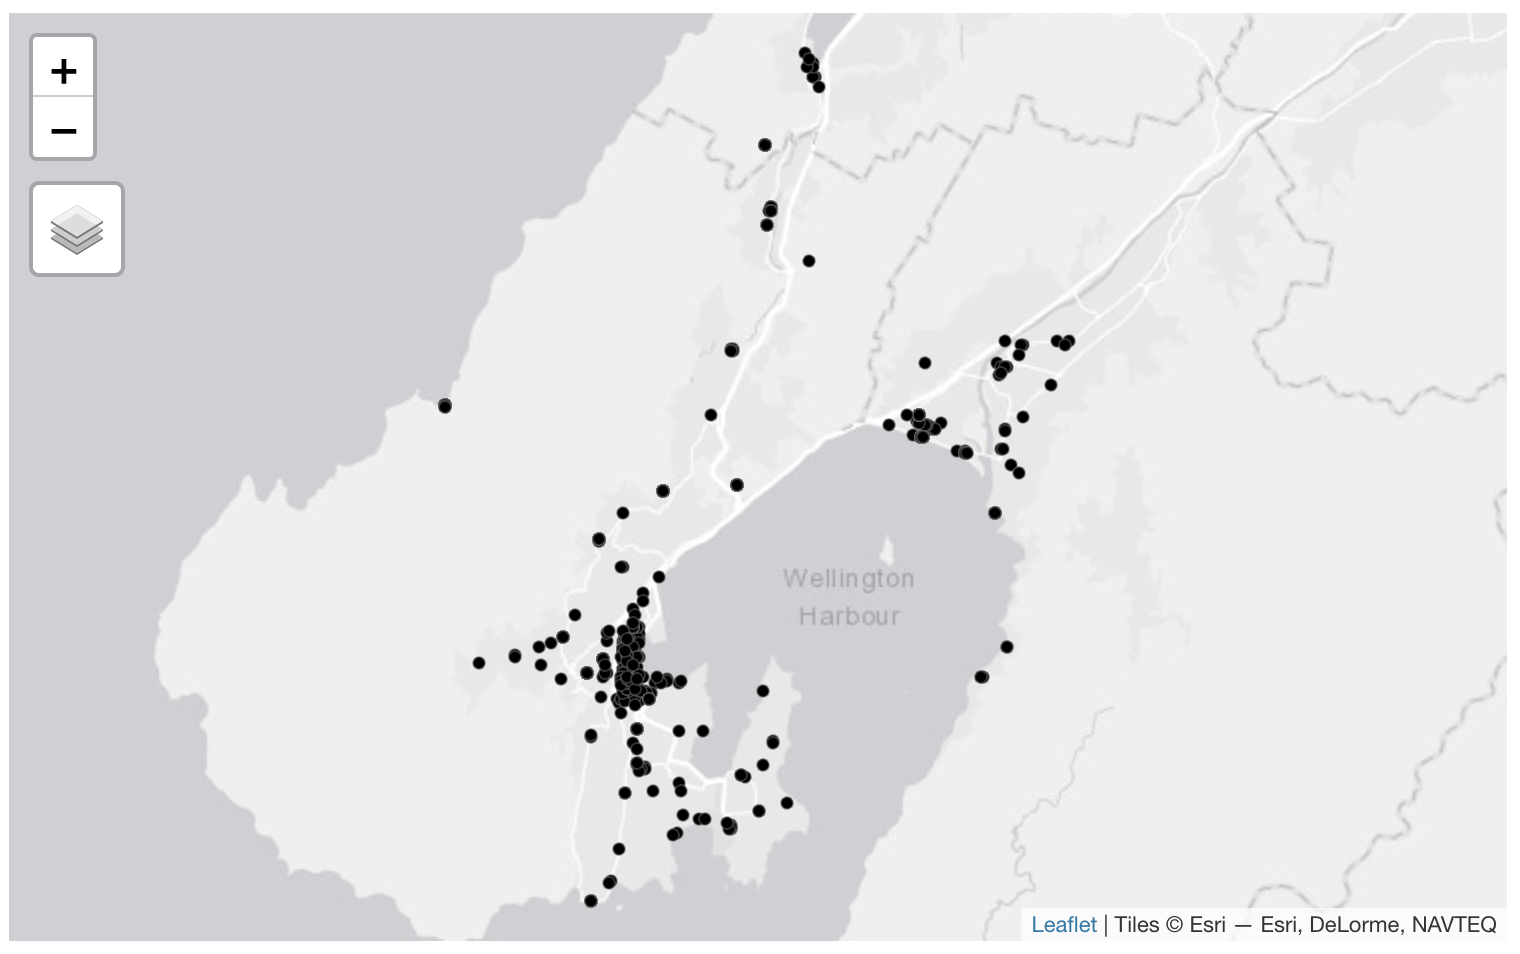 +
−
Wellington
Harbour
Leaflet | Tiles © Esri — Esri, DeLorme, NAVTEQ